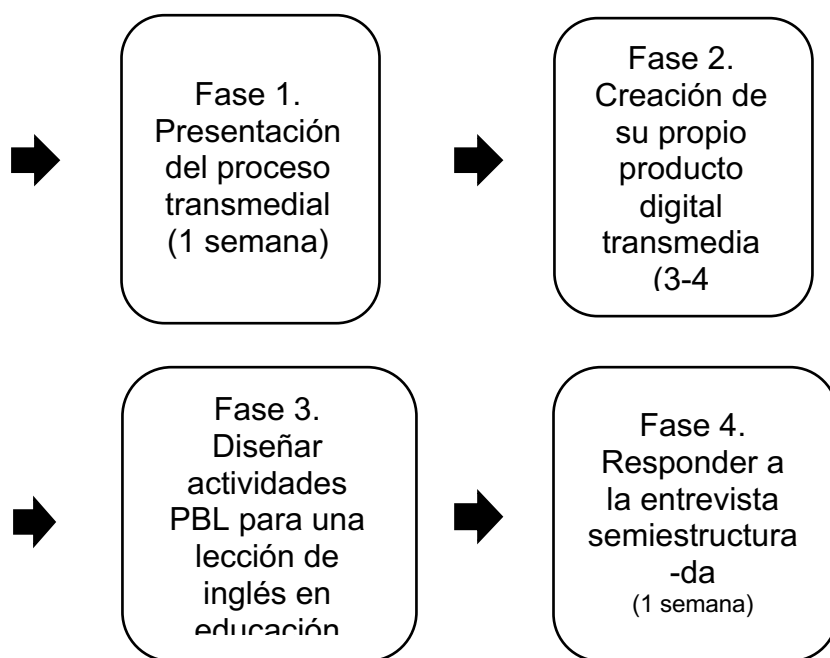 Fase 1.
Presentación
del proceso
transmedial
(1 semana)
Fase 2.
Creación de
su propio
producto
digital
transmedia
(3-4
Fase 3.
Diseñar
actividades
PBL para una
lección de
inglés en
educación
Fase 4.
Responder a
la entrevista
semiestructura
-da
(1 semana)